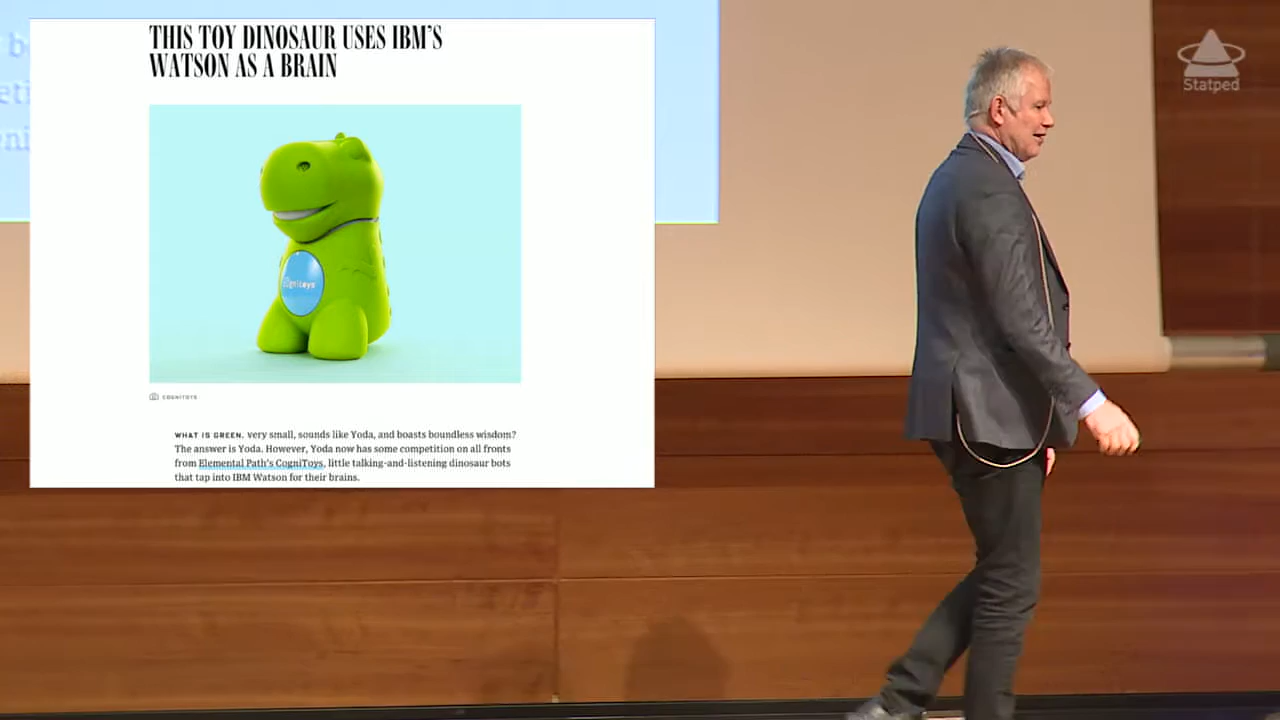 THIS TOY DINOSAUR USES IBM'S
WATSON AS A BRAIN
Statped
COGNITOYS
WHAT IS GREEN, very small, sounds like Yoda, and boasts boundless wisdom?
The answer is Yoda. However, Yoda now has some competition on all fronts
from Elemental Path's CogniToys, little talking-and-listening dinosaur bots
that tap into IBM Watson for their brains.